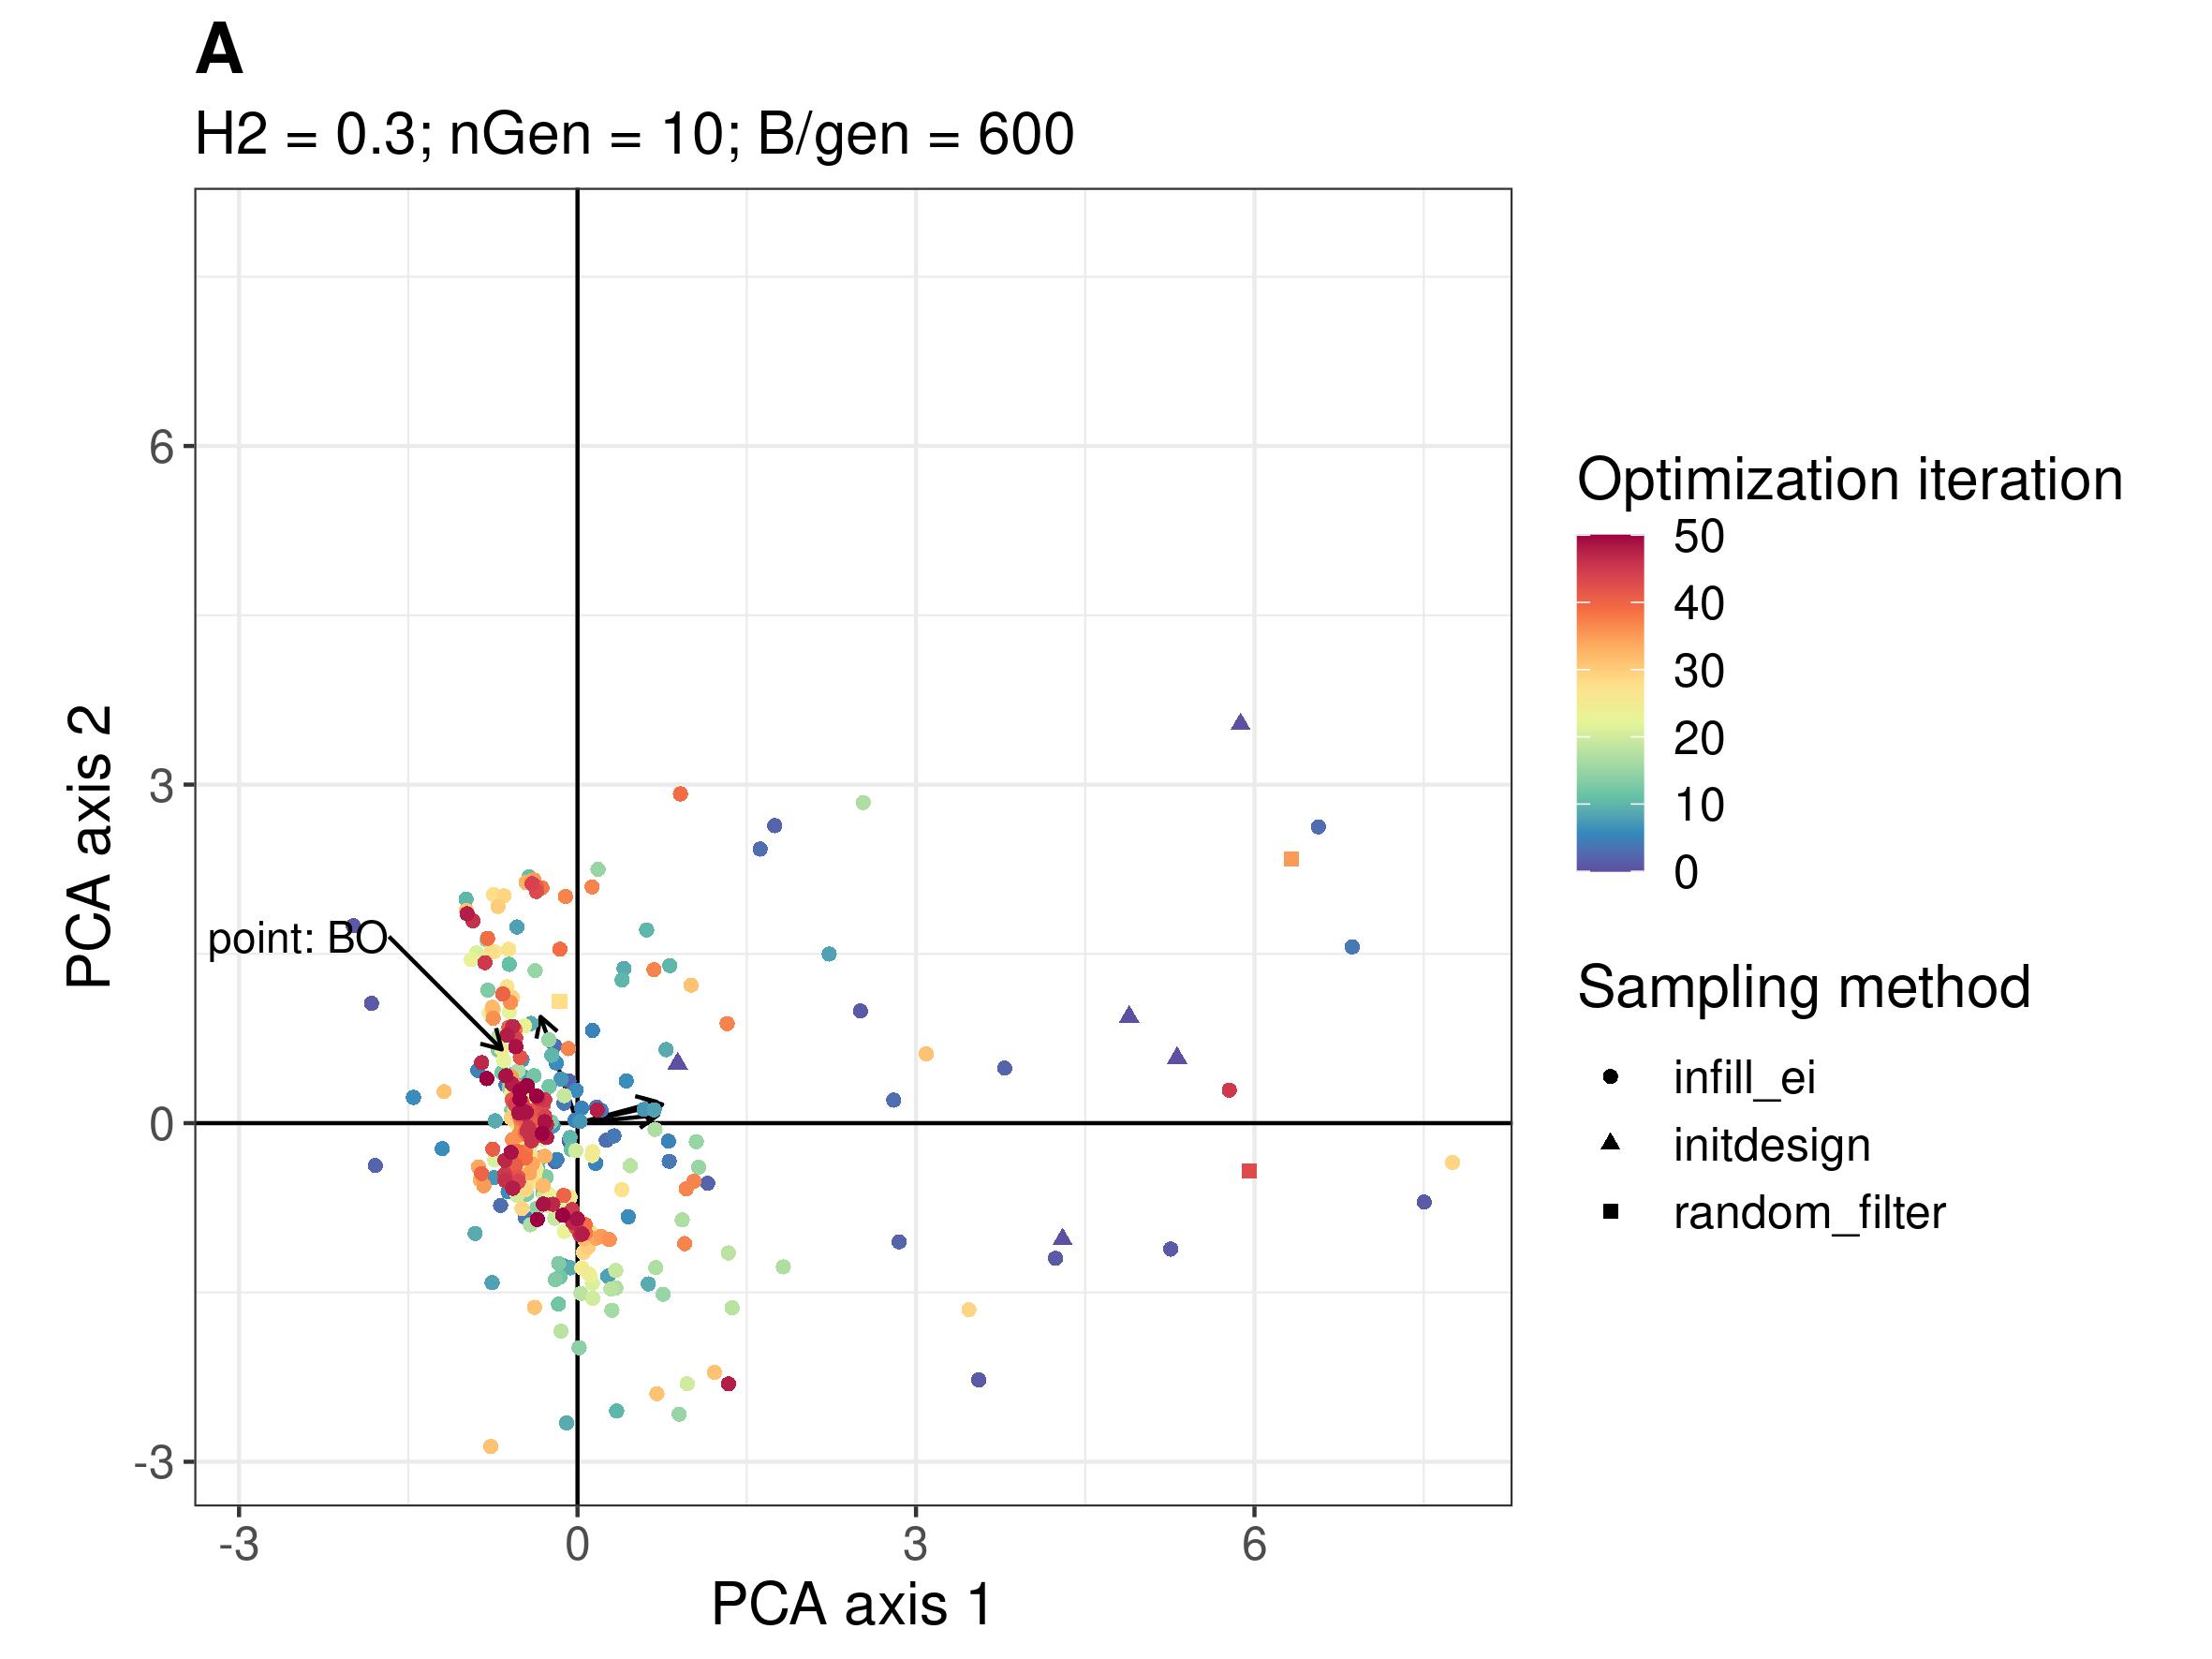 A
H2 = 0.3; nGen = 10; B/gen = 600
PCA axis 2
6
3
0
-3
point: BO
-3
0
3
6
PCA axis 1
Optimization iteration
50
40
30
20
10
0
Sampling method
infill_ei
initdesign
random_filter